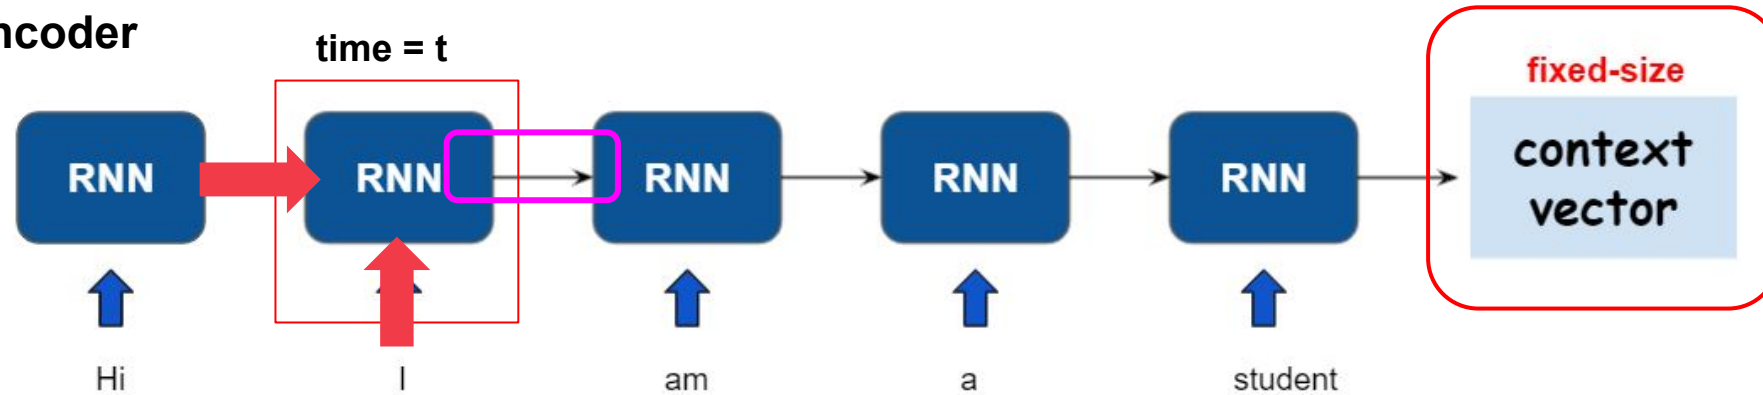 ncoder
time = t
fixed-size
RNN RNN RNN RNN RNN
context
vector
Hi I am a student